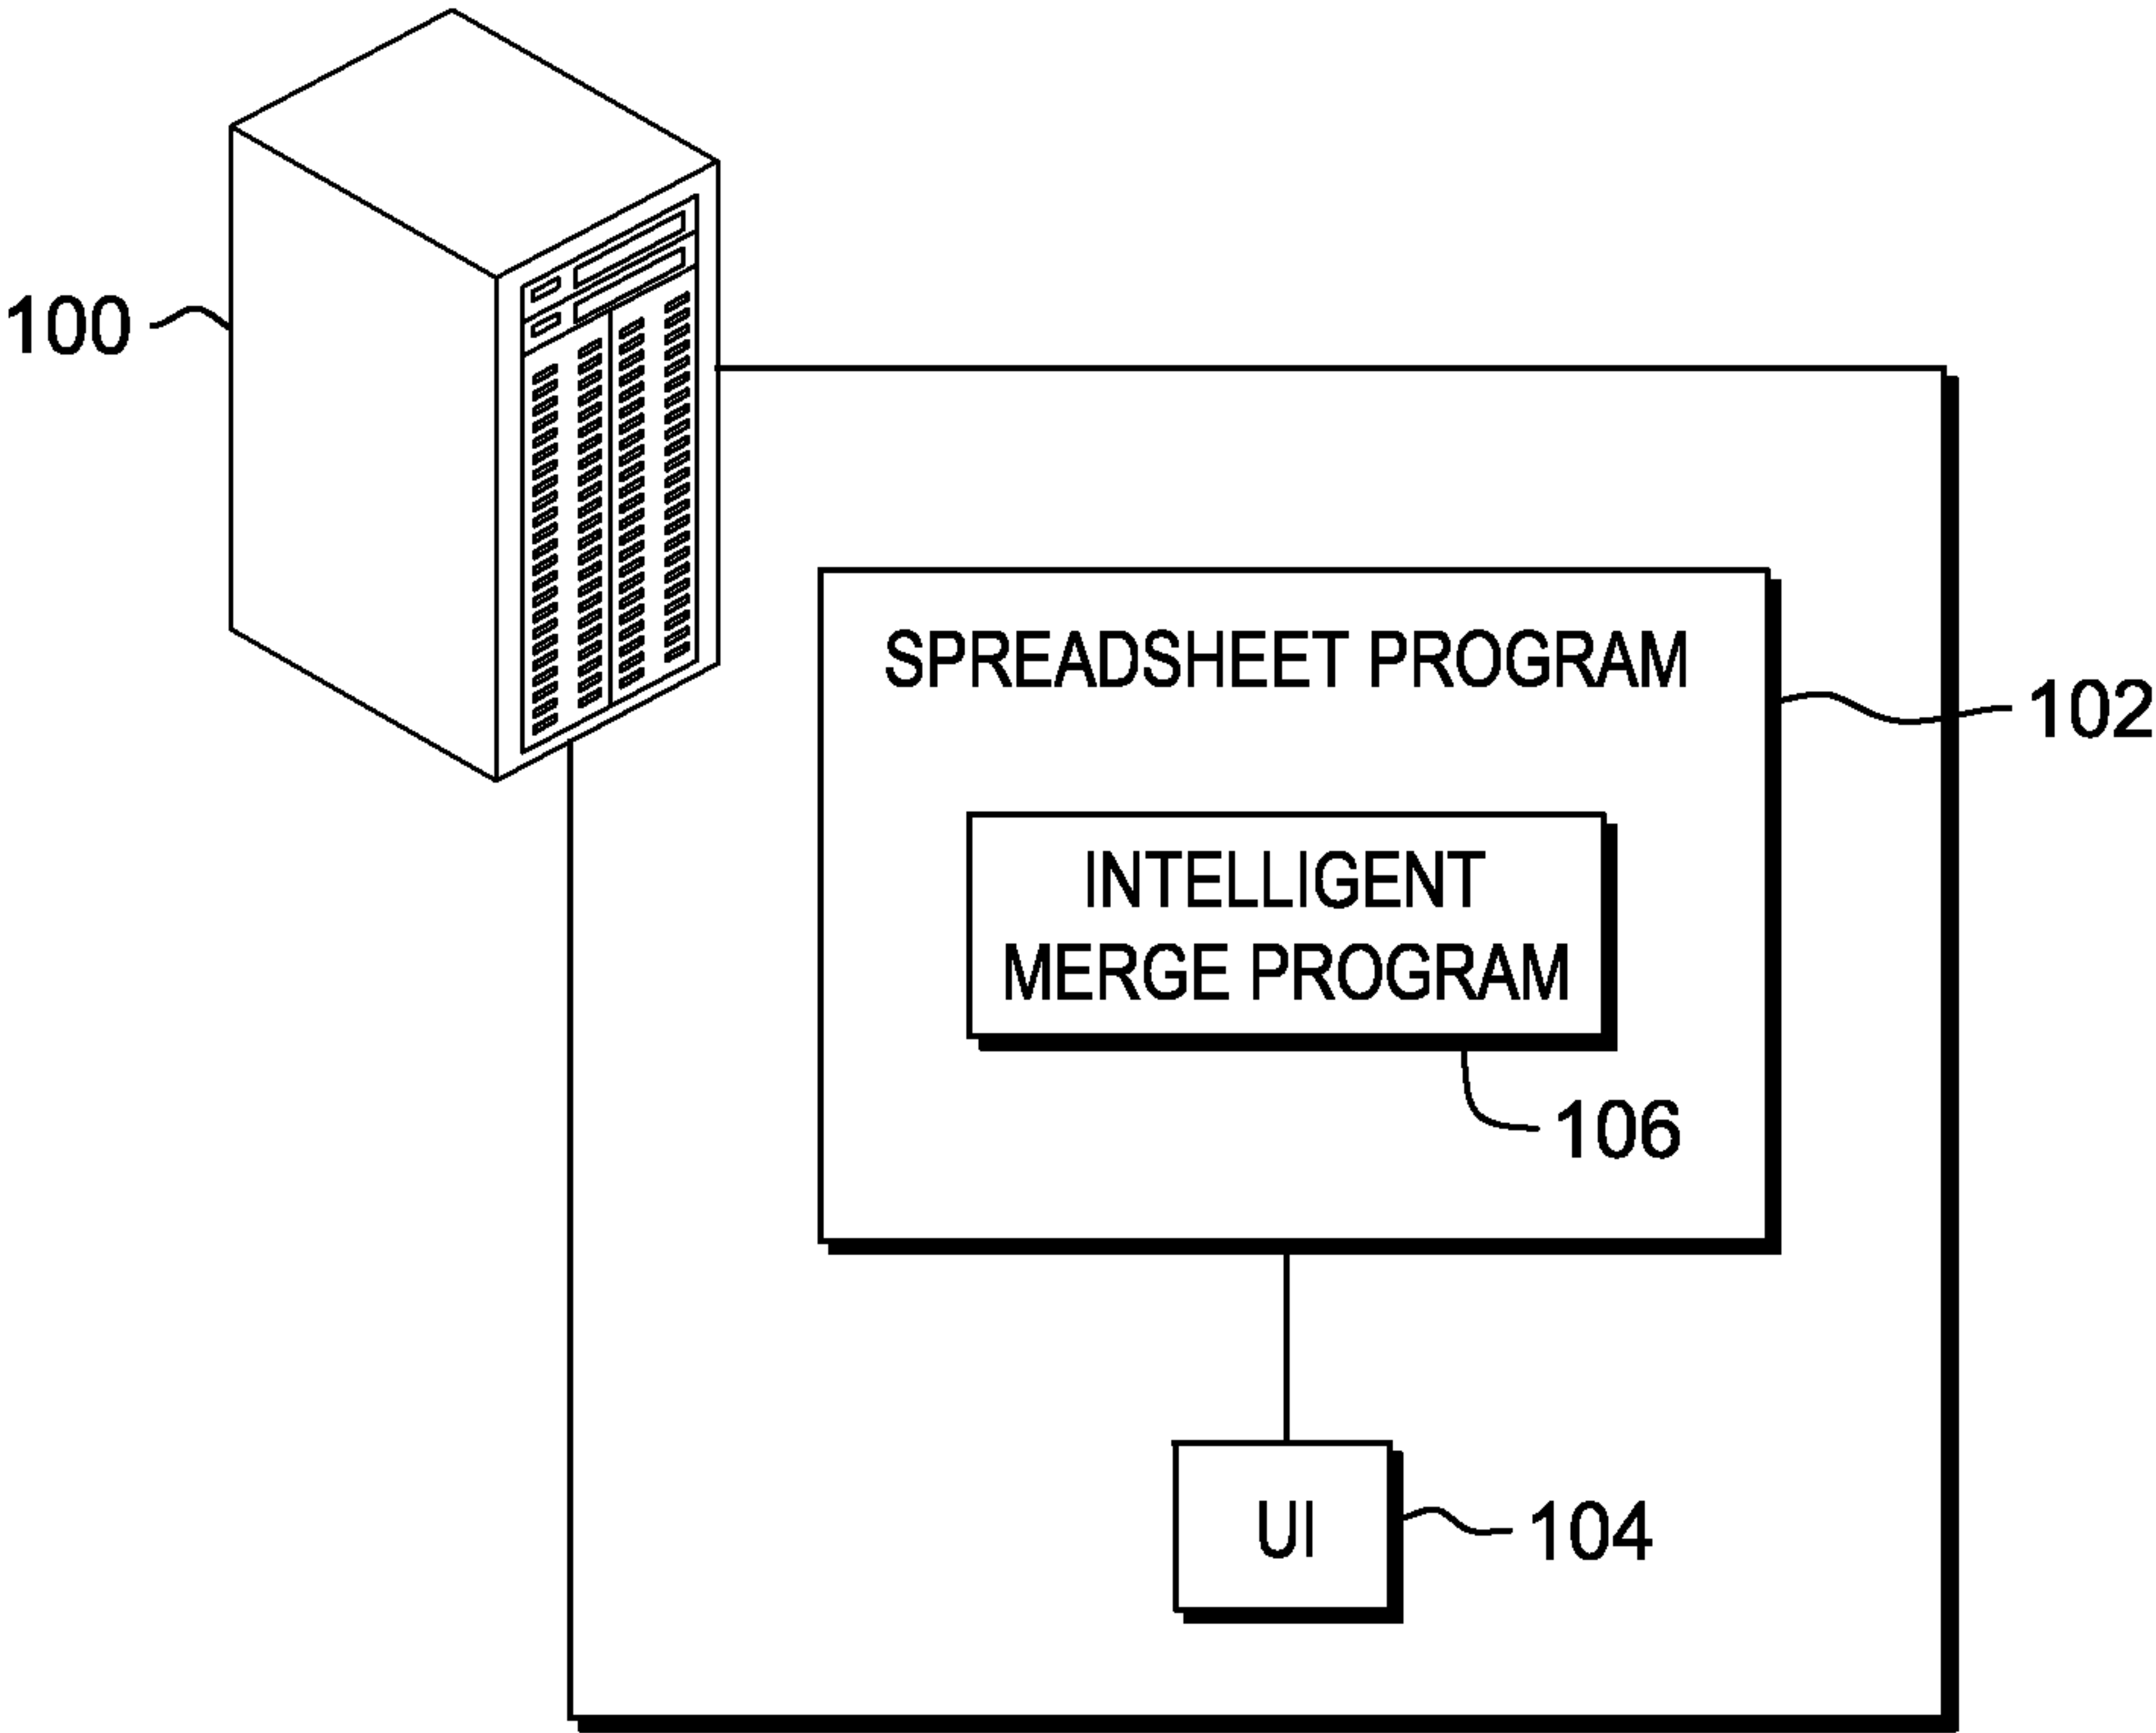 100
SPREADSHEET PROGRAM
102
INTELLIGENT
MERGE PROGRAM
106
UI
104